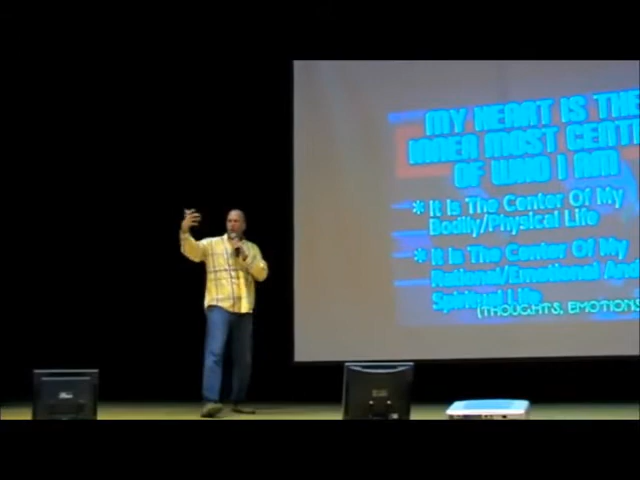 MY HEART IS THE
INNER MOST CENT
OF WHO I AM
* It Is The Center Of My
Bodily/Physical Life
* It Is The Center Of My
Rational/Emotional And
Spiritual Life
(THOUGHTS, EMOTIONS